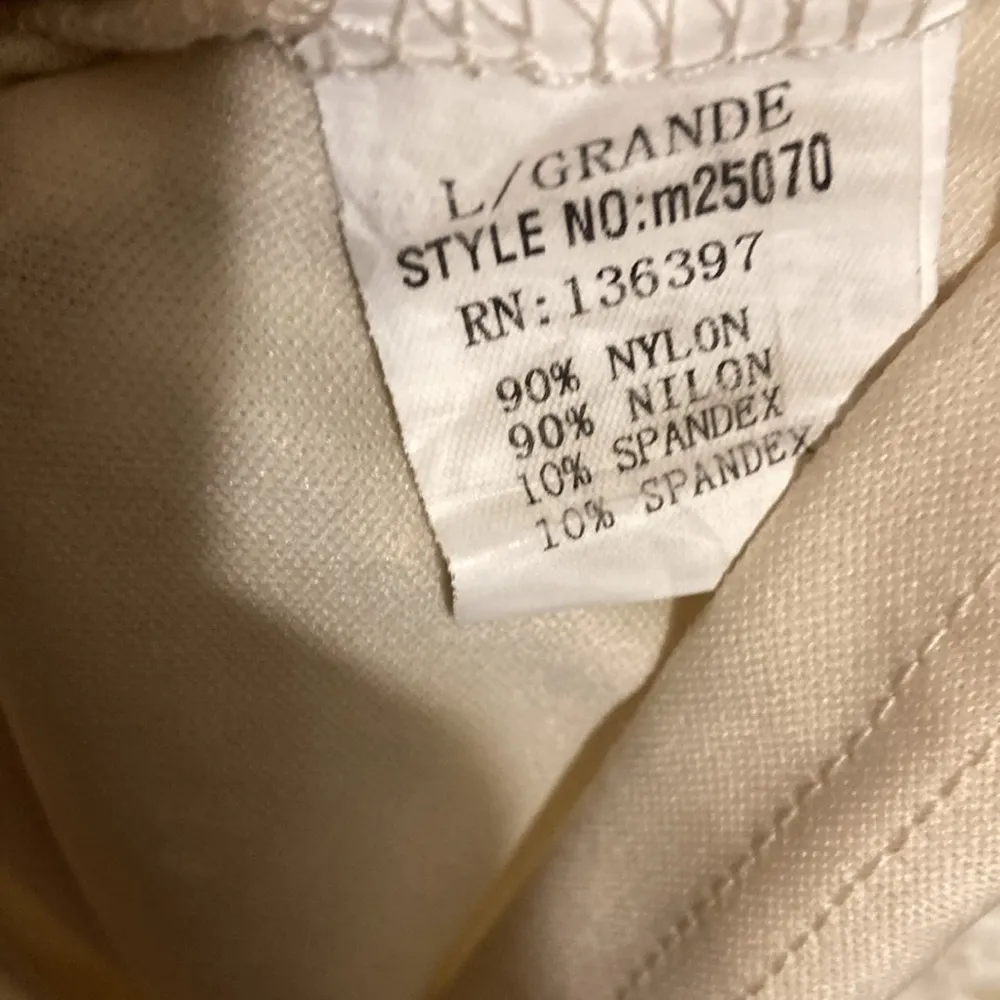 L/GRANDE
STYLE NO:m25070
RN:136397
90% NYLON
90% NILON
10% SPANDEX
10% SPANDEX